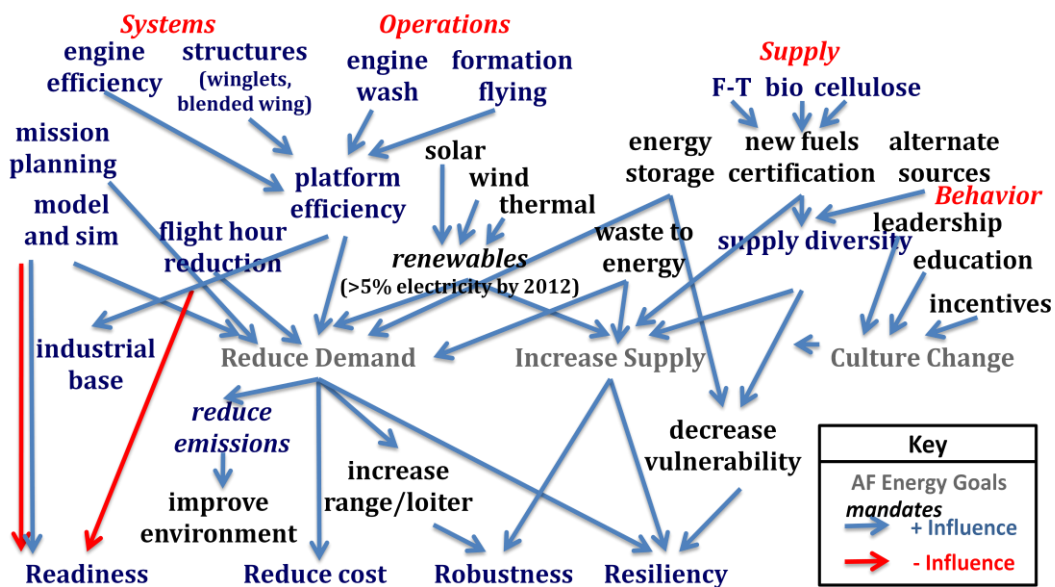 Systems
Operations
Supply
engine
efficiency
structures
(winglets,
blended wing)
engine
wash
formation
flying
F-T bio cellulose
mission
planning
solar
energy
storage
new fuels
certification
alternate
sources
platform
efficiency
wind
thermal
Behavior
model
and sim
flight hour
reduction
renewables
(>5% electricity by 2012)
waste to
energy
supply diversity
leadership
education
incentives
industrial
base
Reduce Demand
Increase Supply
Culture Change
reduce
emissions
increase
range/loiter
decrease
vulnerability
improve
environment
Key
AF Energy Goals
mandates
+ Influence
- Influence
Readiness
Reduce cost
Robustness
Resiliency